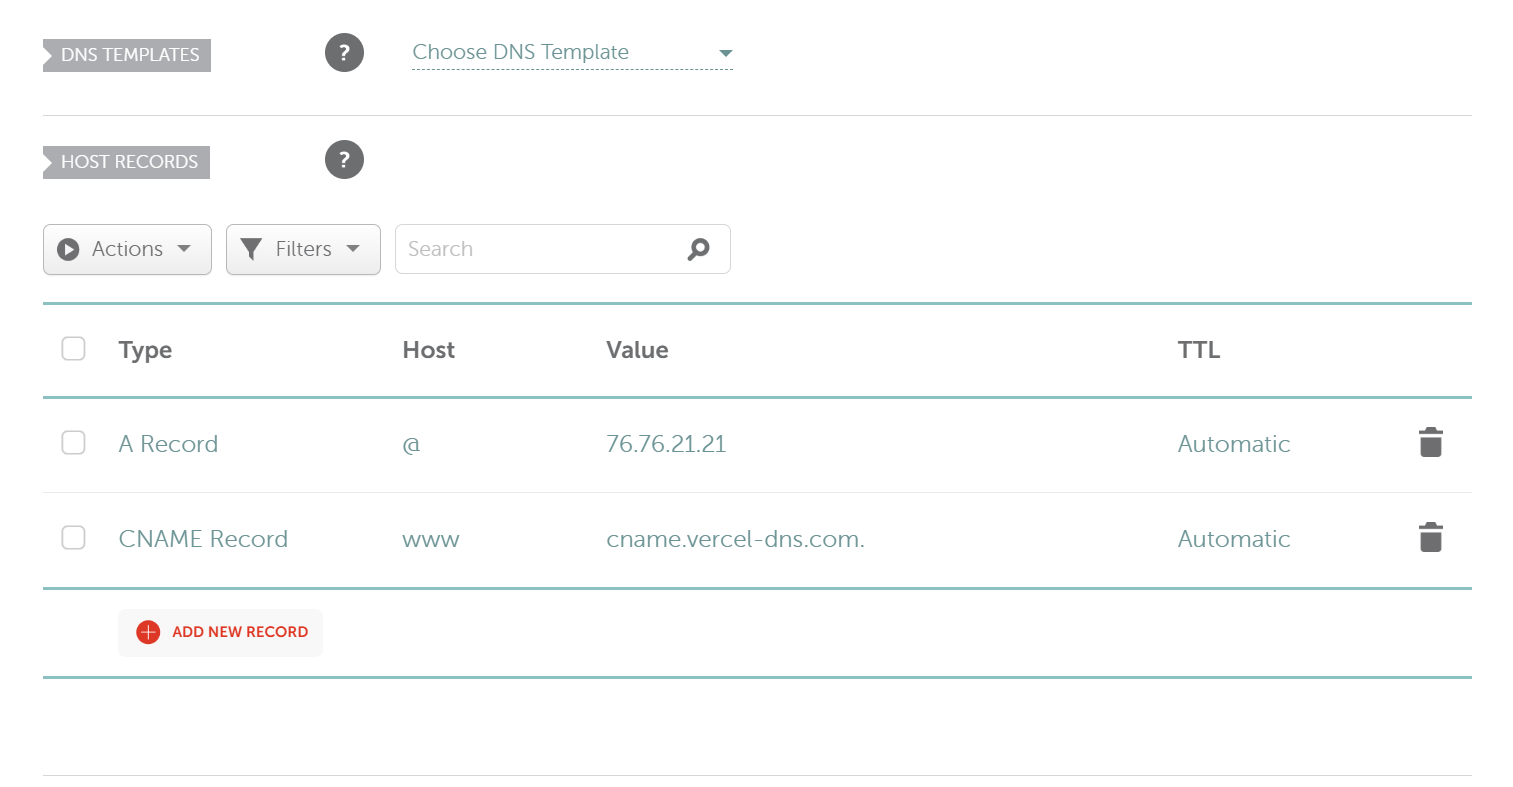 DNS TEMPLATES ? Choose DNS Template
HOST RECORDS ?
Actions Filters Search
Type Host Value TTL
A Record @ 76.76.21.21 Automatic
CNAME Record www cname.vercel-dns.com. Automatic
ADD NEW RECORD